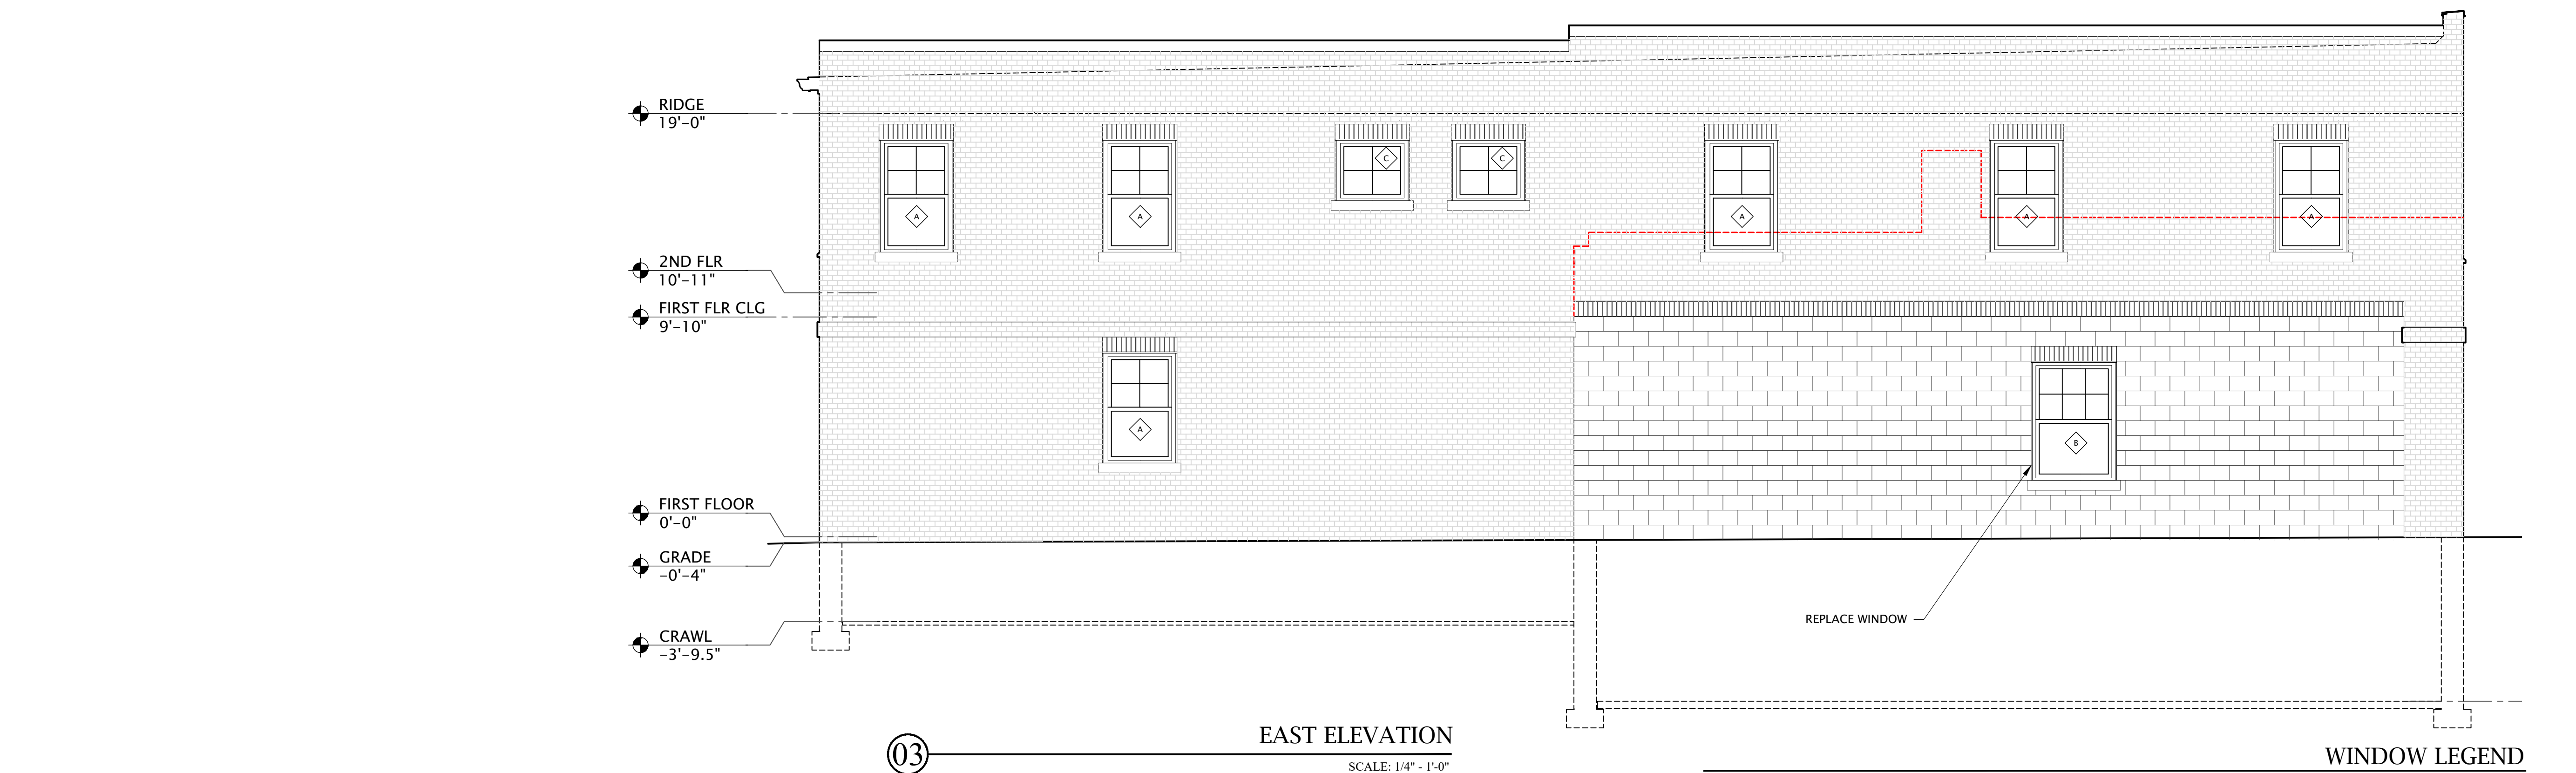 RIDGE
19'-0"
C
C
A
A
A
A
A
2ND FLR
10'-11"
FIRST FLR CLG
9'-10"
A
B
FIRST FLOOR
0'-0"
GRADE
-0'-4"
REPLACE WINDOW
CRAWL
-3'-9.5"
03
EAST ELEVATION
SCALE: 1/4" - 1'-0"
WINDOW LEGEND